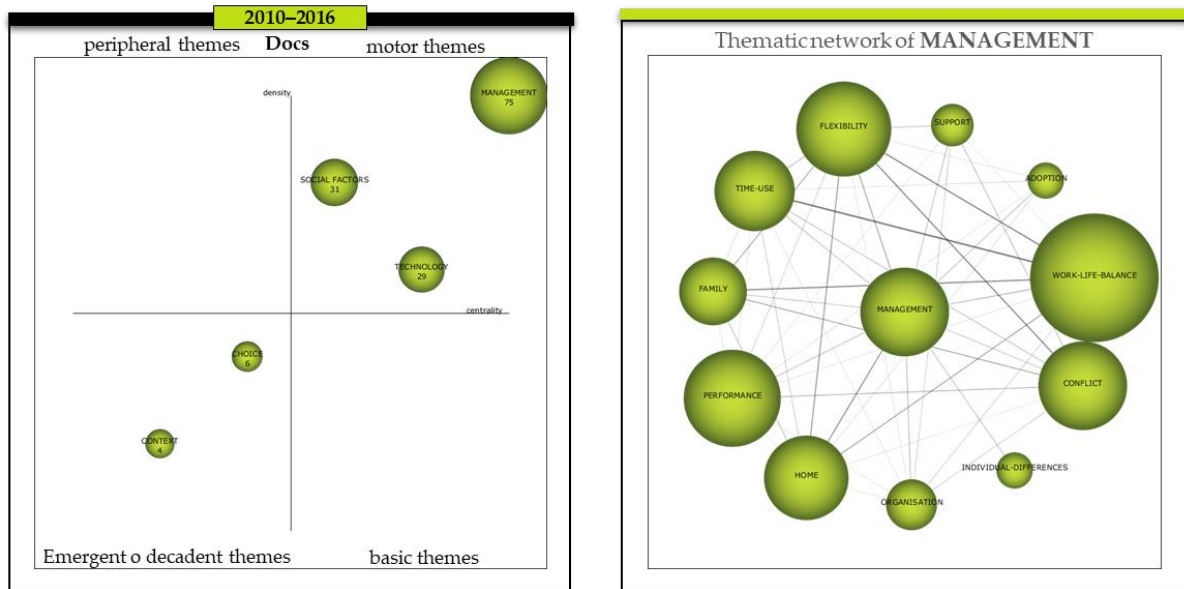 2010–2016
peripheral themes Docs motor themes
density
MANAGEMENT
75
SOCIAL FACTORS
31
TECHNOLOGY
29
centrality
CHOICE
6
CONTEXT
4
Emergent o decadent themes basic themes
Thematic network of MANAGEMENT
FLEXIBILITY
SUPPORT
TIME-USE
ADOPTION
WORK-LIFE-BALANCE
FAMILY
MANAGEMENT
CONFLICT
PERFORMANCE
HOME
INDIVIDUAL-DIFFERENCES
ORGANISATION